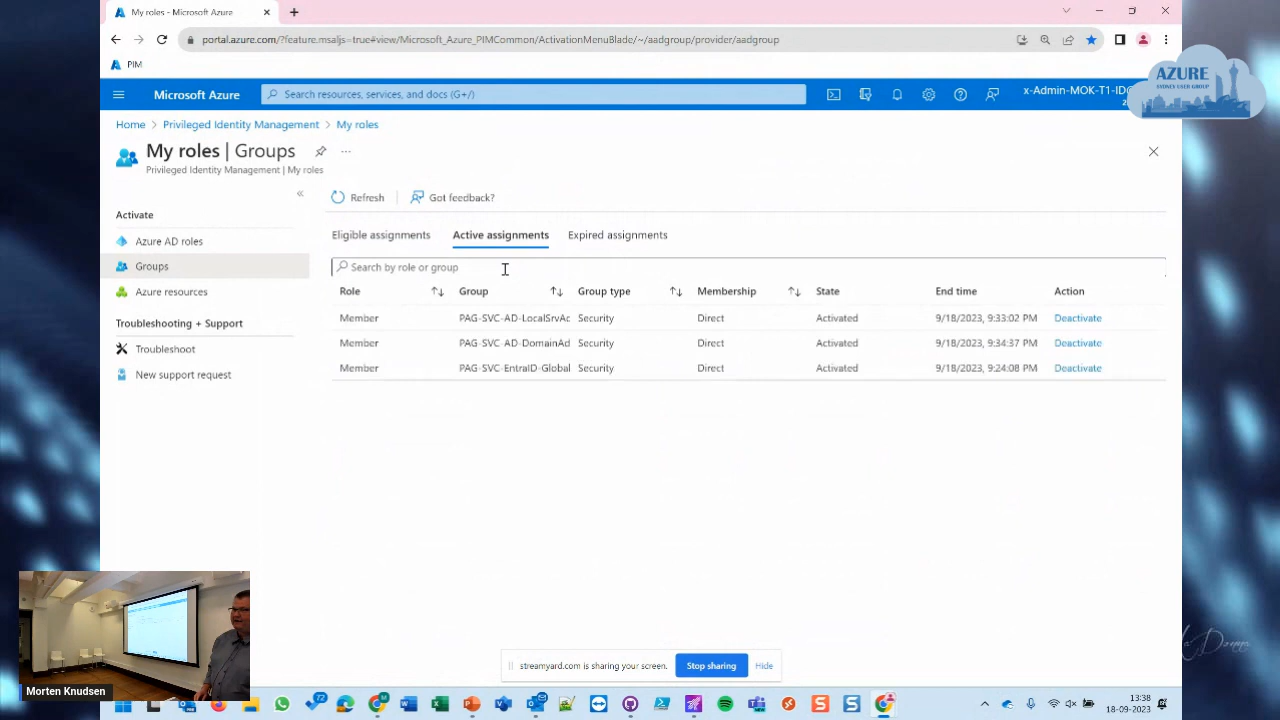 My roles - Microsoft Azure
portal.azure.com/?feature.msaljs=true#view/Microsoft_Azure_PIMCommon/ActivationMenuBlade/~/aadgroup/provider/aadgroup
PIM
Microsoft Azure
Search resources, services, and docs (G+/)
x-Admin-MOK-T1-ID@
AZURE
SYDNEY USER GROUP
Home > Privileged Identity Management > My roles
My roles | Groups
Privileged Identity Management | My roles
Refresh
Got feedback?
Activate
Azure AD roles
Groups
Azure resources
Troubleshooting + Support
Troubleshoot
New support request
Eligible assignments
Active assignments
Expired assignments
Search by role or group
Role Group Group type Membership State End time Action
Member PAG-SVC-AD-LocalSrvAc Security Direct Activated 9/18/2023, 9:33:02 PM Deactivate
Member PAG-SVC-AD-DomainAd Security Direct Activated 9/18/2023, 9:34:37 PM Deactivate
Member PAG-SVC-EntraID-Global Security Direct Activated 9/18/2023, 9:24:08 PM Deactivate
streamyard.com is sharing your screen.
Stop sharing
Hide
Morten Knudsen
13:38
18-09-2023